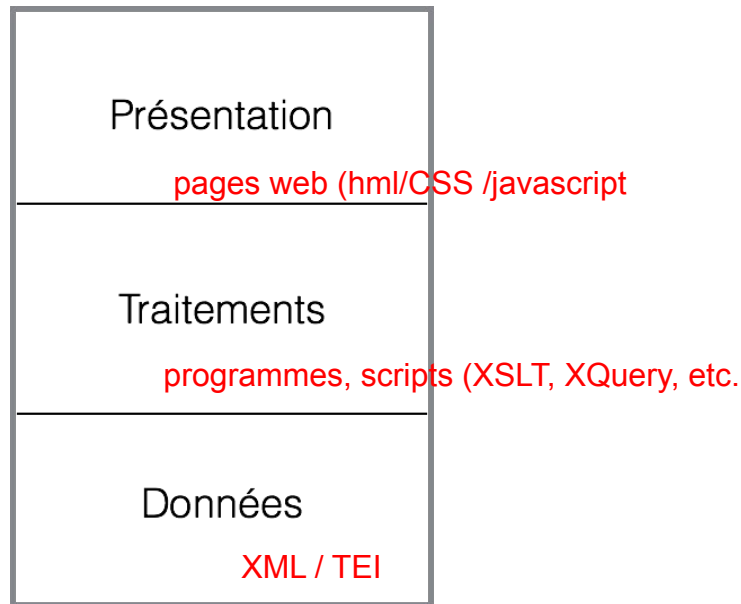 Présentation
pages web (hml/CSS /javascript
Traitements
programmes, scripts (XSLT, XQuery, etc.
Données
XML / TEI